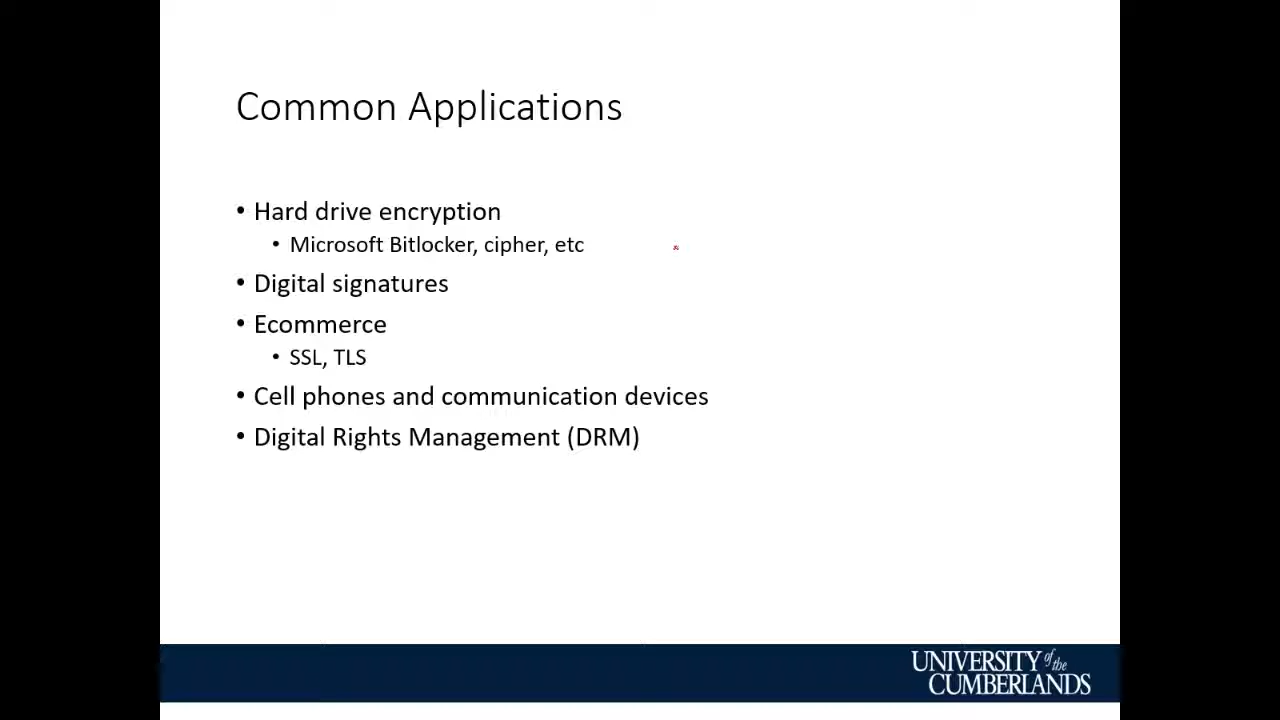 Common Applications
• Hard drive encryption
• Microsoft Bitlocker, cipher, etc
• Digital signatures
• Ecommerce
• SSL, TLS
• Cell phones and communication devices
• Digital Rights Management (DRM)
UNIVERSITY of the
CUMBERLANDS